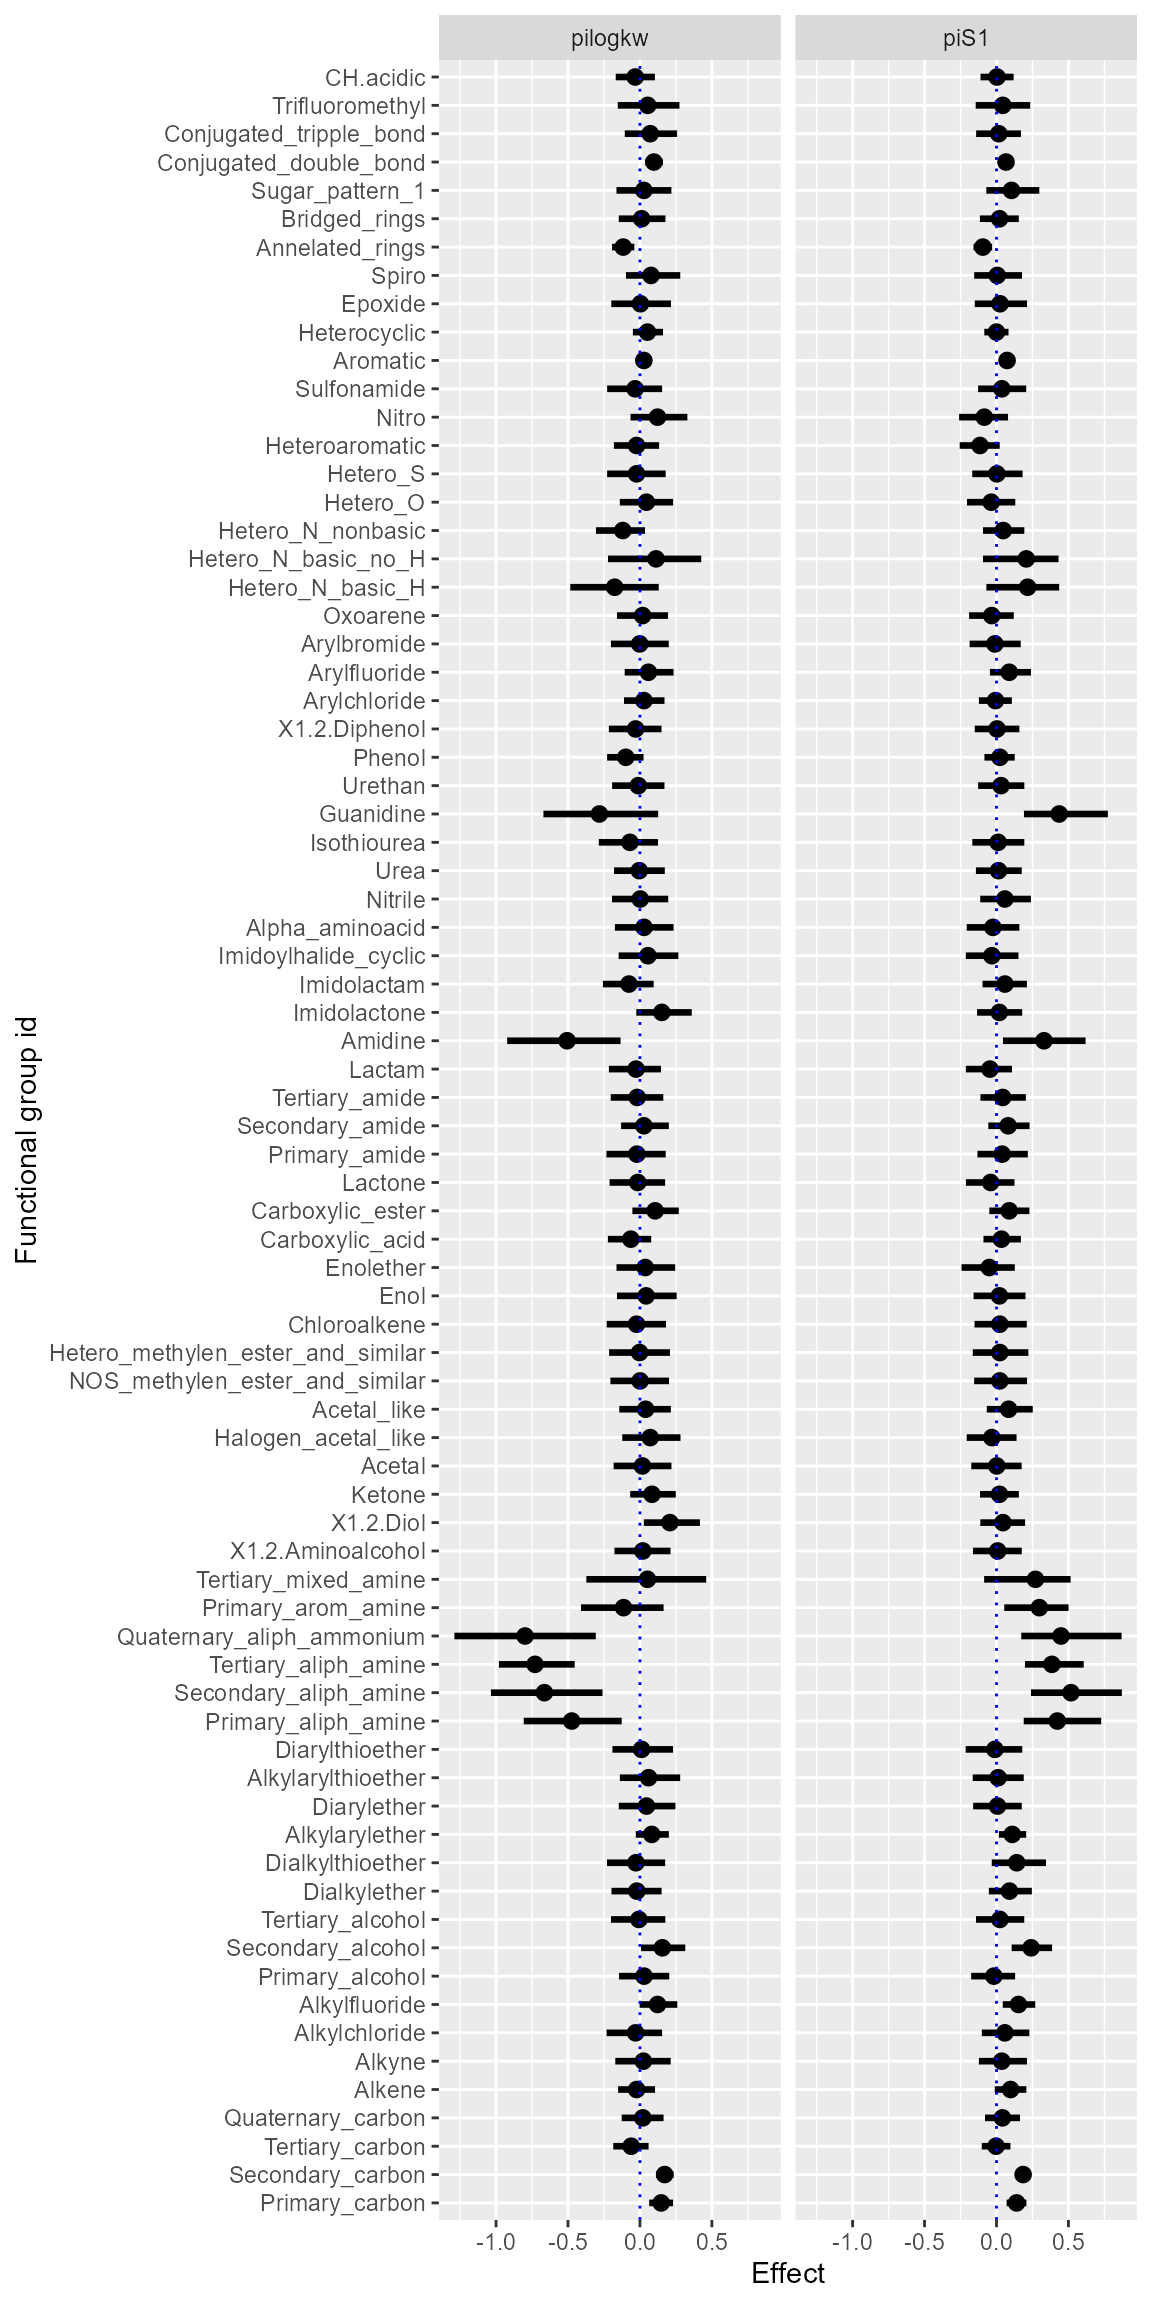 pilogkw
piS1
CH.acidic
Trifluoromethyl
Conjugated_tripple_bond
Conjugated_double_bond
Sugar_pattern_1
Bridged_rings
Annelated_rings
Spiro
Epoxide
Heterocyclic
Aromatic
Sulfonamide
Nitro
Heteroaromatic
Hetero_S
Hetero_O
Hetero_N_nonbasic
Hetero_N_basic_no_H
Hetero_N_basic_H
Oxoarene
Arylbromide
Arylfluoride
Arylchloride
X1.2.Diphenol
Phenol
Urethan
Guanidine
Isothiourea
Urea
Nitrile
Alpha_aminoacid
Imidoylhalide_cyclic
Imidolactam
Imidolactone
Amidine
Lactam
Tertiary_amide
Secondary_amide
Primary_amide
Lactone
Carboxylic_ester
Carboxylic_acid
Enolether
Enol
Chloroalkene
Hetero_methylen_ester_and_similar
NOS_methylen_ester_and_similar
Acetal_like
Halogen_acetal_like
Acetal
Ketone
X1.2.Diol
X1.2.Aminoalcohol
Tertiary_mixed_amine
Primary_arom_amine
Quaternary_aliph_ammonium
Tertiary_aliph_amine
Secondary_aliph_amine
Primary_aliph_amine
Diarylthioether
Alkylarylthioether
Diarylether
Alkylarylether
Dialkylthioether
Dialkylether
Tertiary_alcohol
Secondary_alcohol
Primary_alcohol
Alkylfluoride
Alkylchloride
Alkyne
Alkene
Quaternary_carbon
Tertiary_carbon
Secondary_carbon
Primary_carbon
Functional group id
-1.0 -0.5 0.0 0.5
-1.0 -0.5 0.0 0.5
Effect